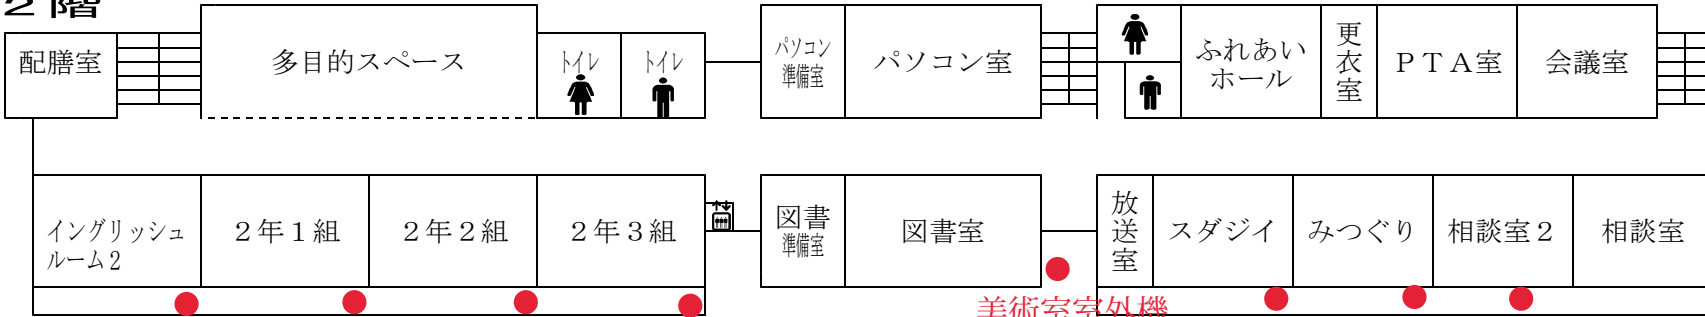 ２階
配膳室
多目的スペース
トイレ
トイレ
パソコン
準備室
パソコン室
ふれあい
ホール
更衣室
ＰＴＡ室
会議室
イングリッシュ
ルーム２
２年１組
２年２組
２年３組
図書
準備室
図書室
放送室
スダジイ
みつぐり
相談室２
相談室
美術室室外機